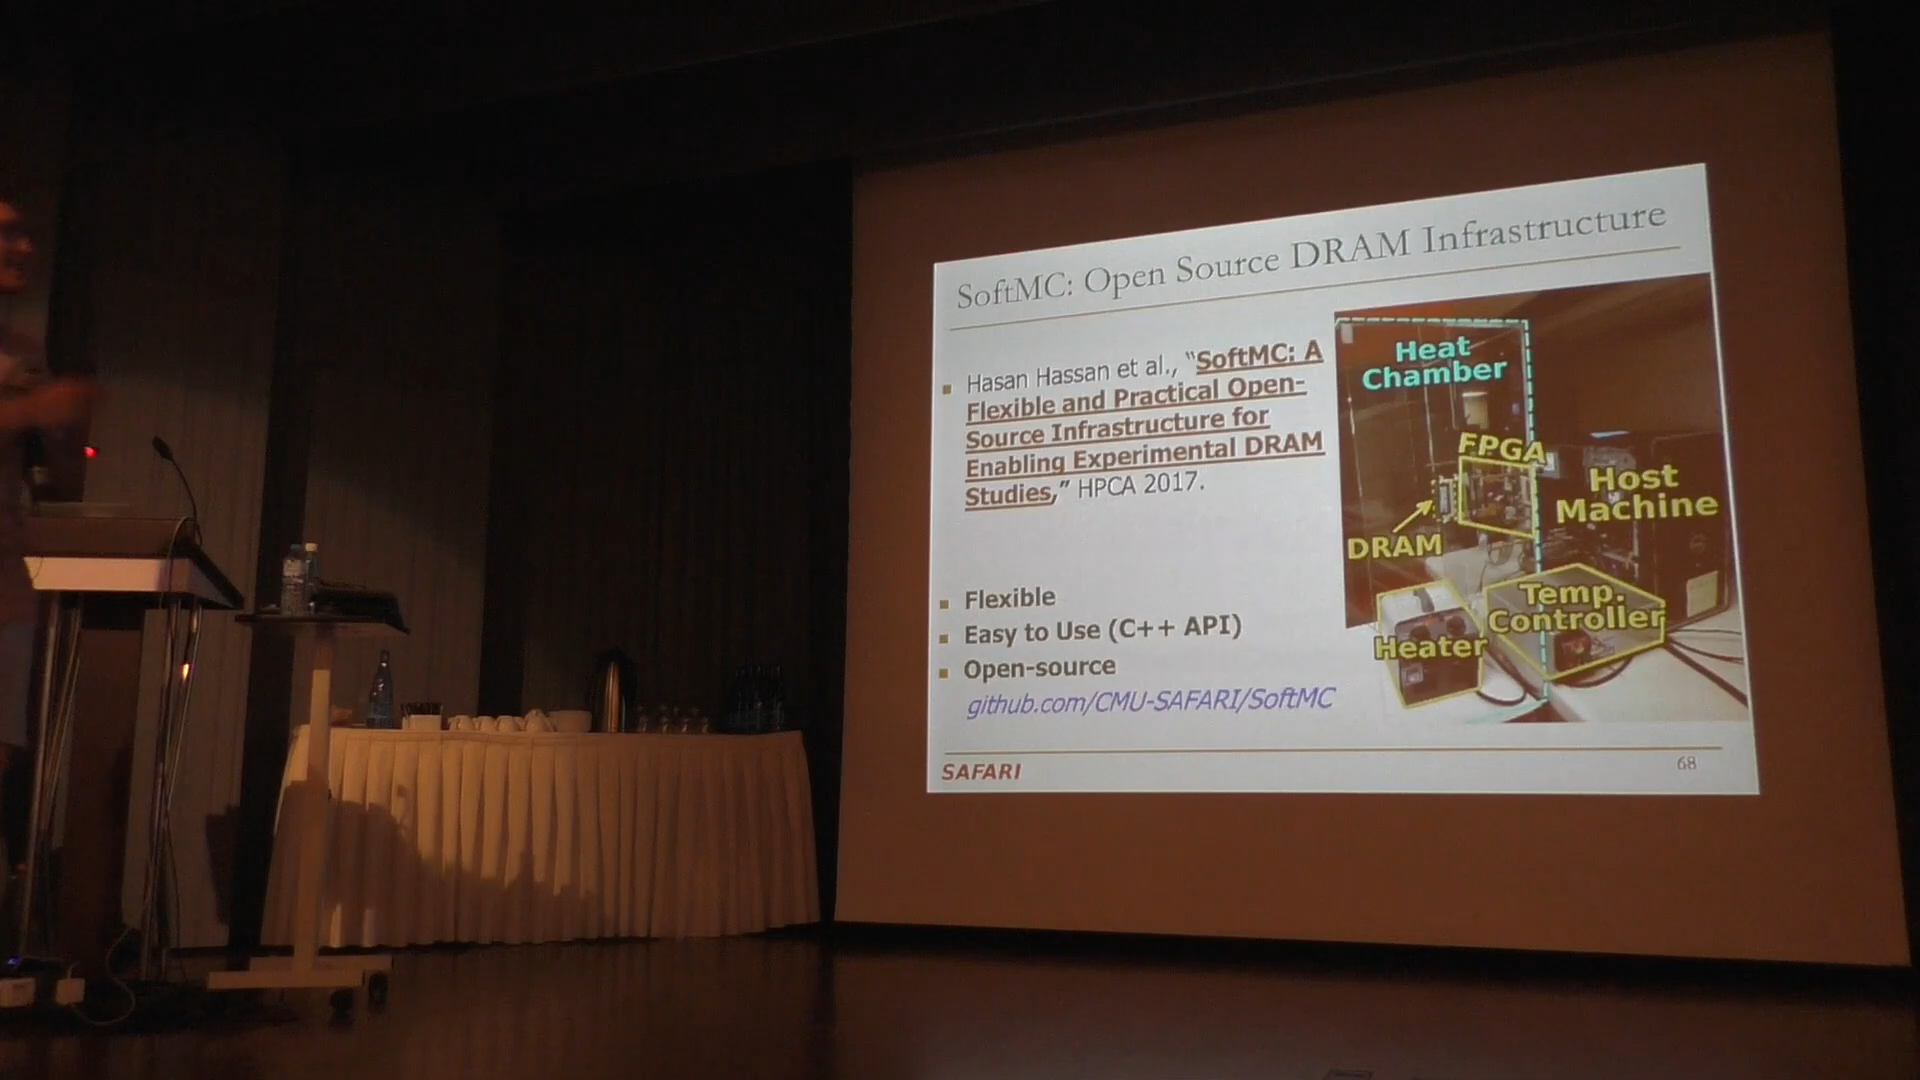 SoftMC: Open Source DRAM Infrastructure
Hasan Hassan et al., “SoftMC: A
Flexible and Practical Open-
Source Infrastructure for
Enabling Experimental DRAM
Studies,” HPCA 2017.
Flexible
Easy to Use (C++ API)
Open-source
github.com/CMU-SAFARI/SoftMC
Heat
Chamber
FPGA
Host
Machine
DRAM
Temp.
Controller
Heater
SAFARI
68